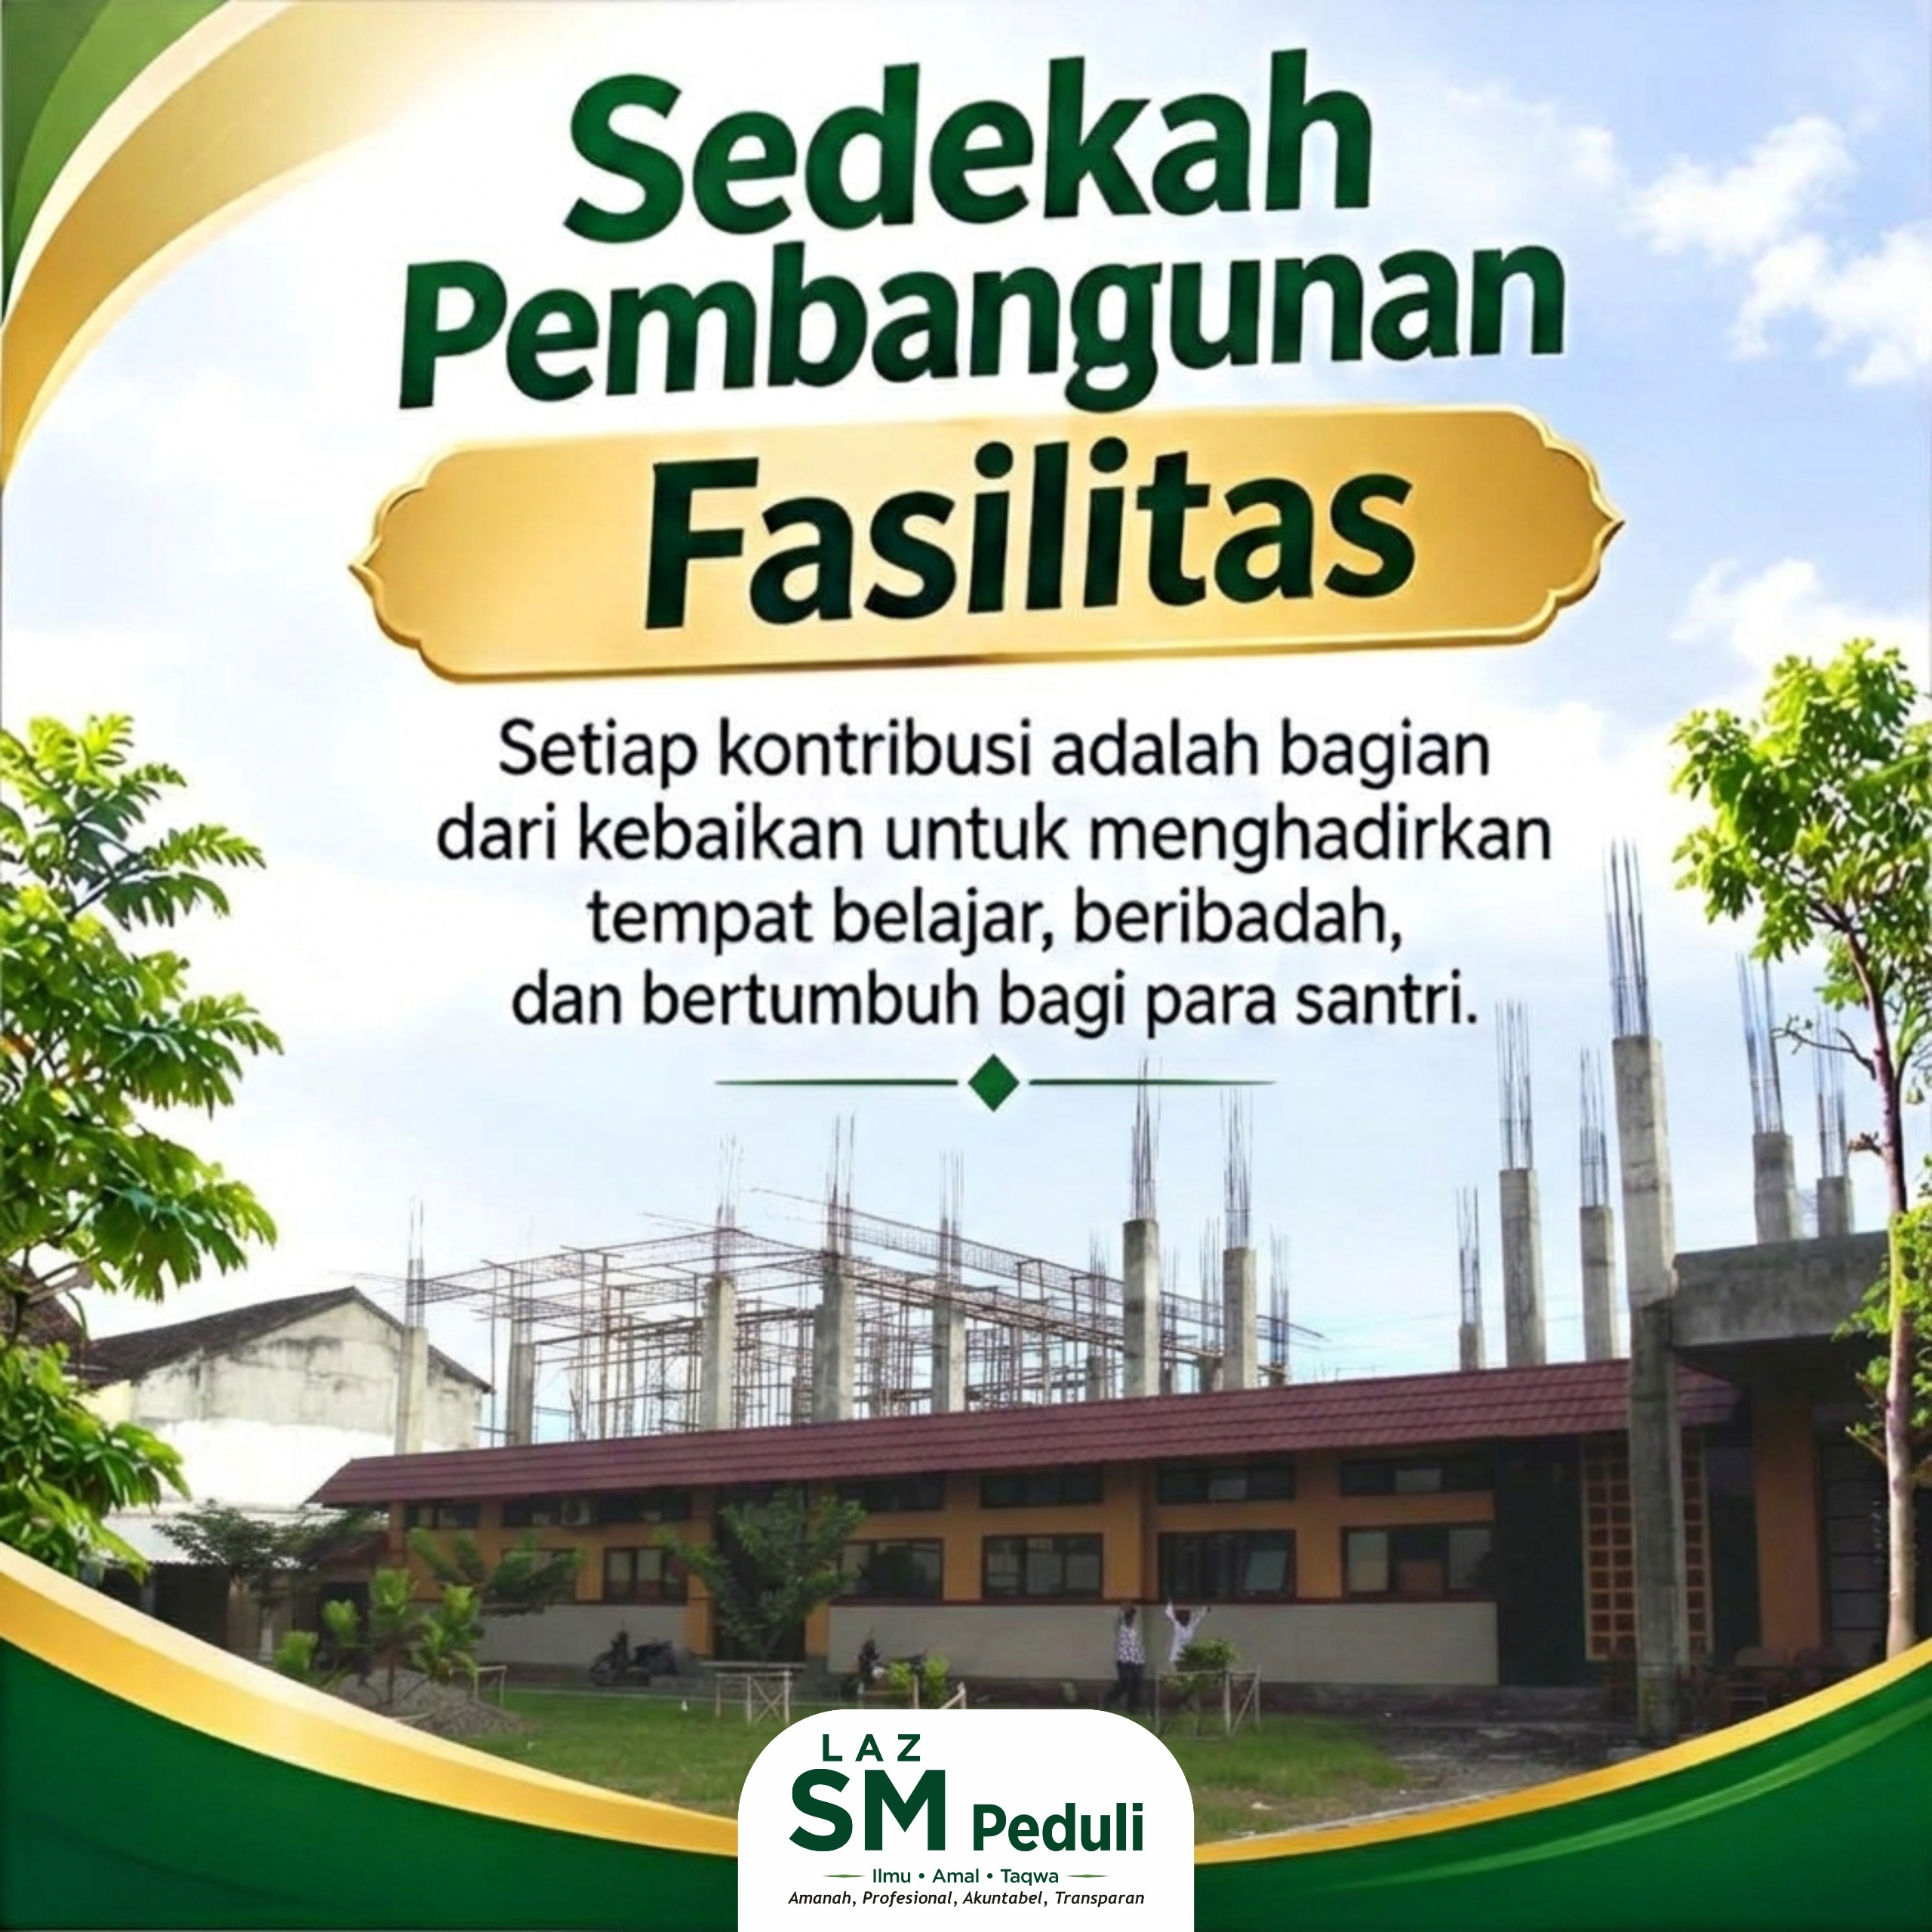 Sedekah
Pembangunan
Fasilitas
Setiap kontribusi adalah bagian
dari kebaikan untuk menghadirkan
tempat belajar, beribadah,
dan bertumbuh bagi para santri.
LAZ
SM Peduli
Ilmu • Amal • Taqwa
Amanah, Profesional, Akuntabel, Transparan